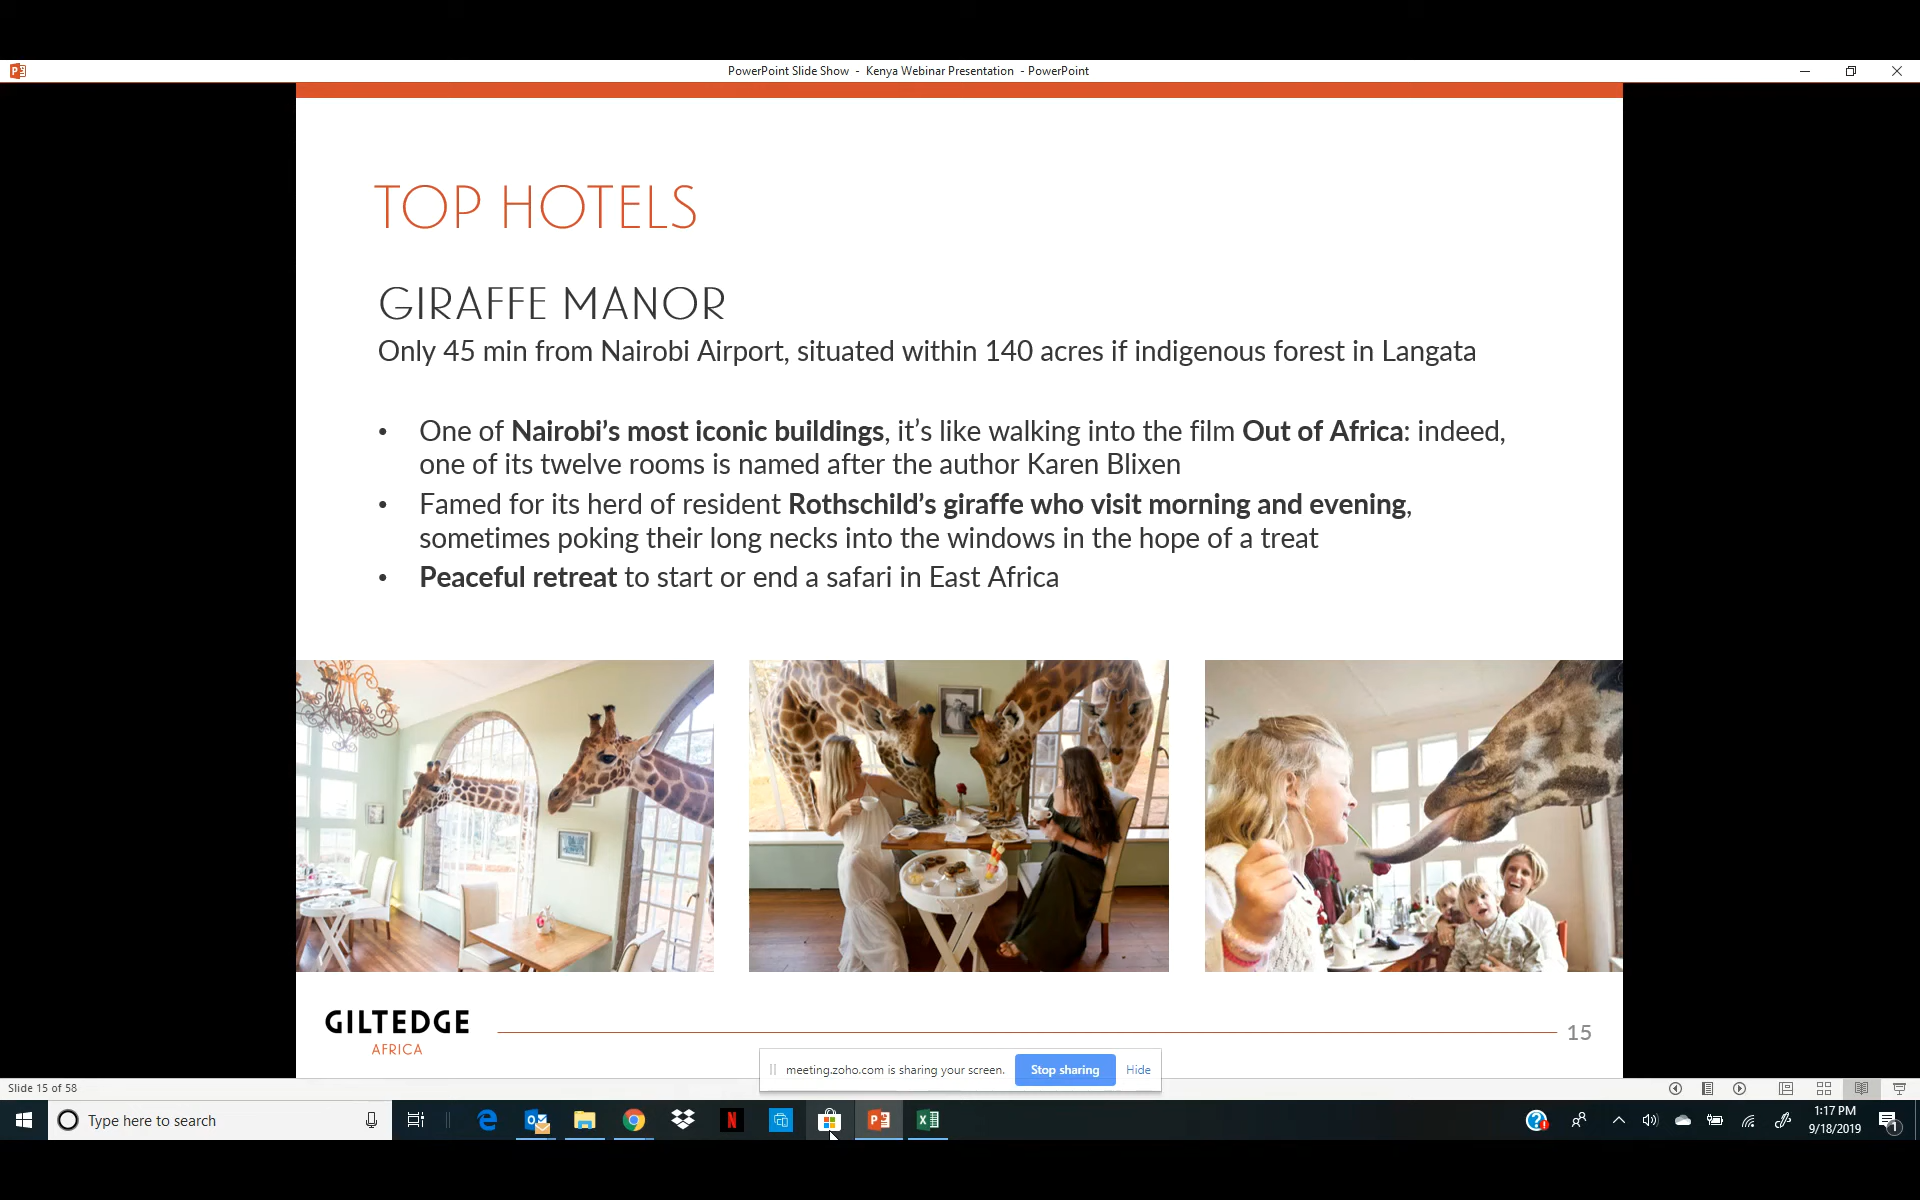 PowerPoint Slide Show - Kenya Webinar Presentation - PowerPoint
TOP HOTELS
GIRAFFE MANOR
Only 45 min from Nairobi Airport, situated within 140 acres if indigenous forest in Langata
• One of Nairobi’s most iconic buildings, it’s like walking into the film Out of Africa: indeed,
one of its twelve rooms is named after the author Karen Blixen
• Famed for its herd of resident Rothschild’s giraffe who visit morning and evening,
sometimes poking their long necks into the windows in the hope of a treat
• Peaceful retreat to start or end a safari in East Africa
GILTEDGE
AFRICA
15
meeting.zoho.com is sharing your screen. Stop sharing Hide
Slide 15 of 58
Type here to search
1:17 PM
9/18/2019
1